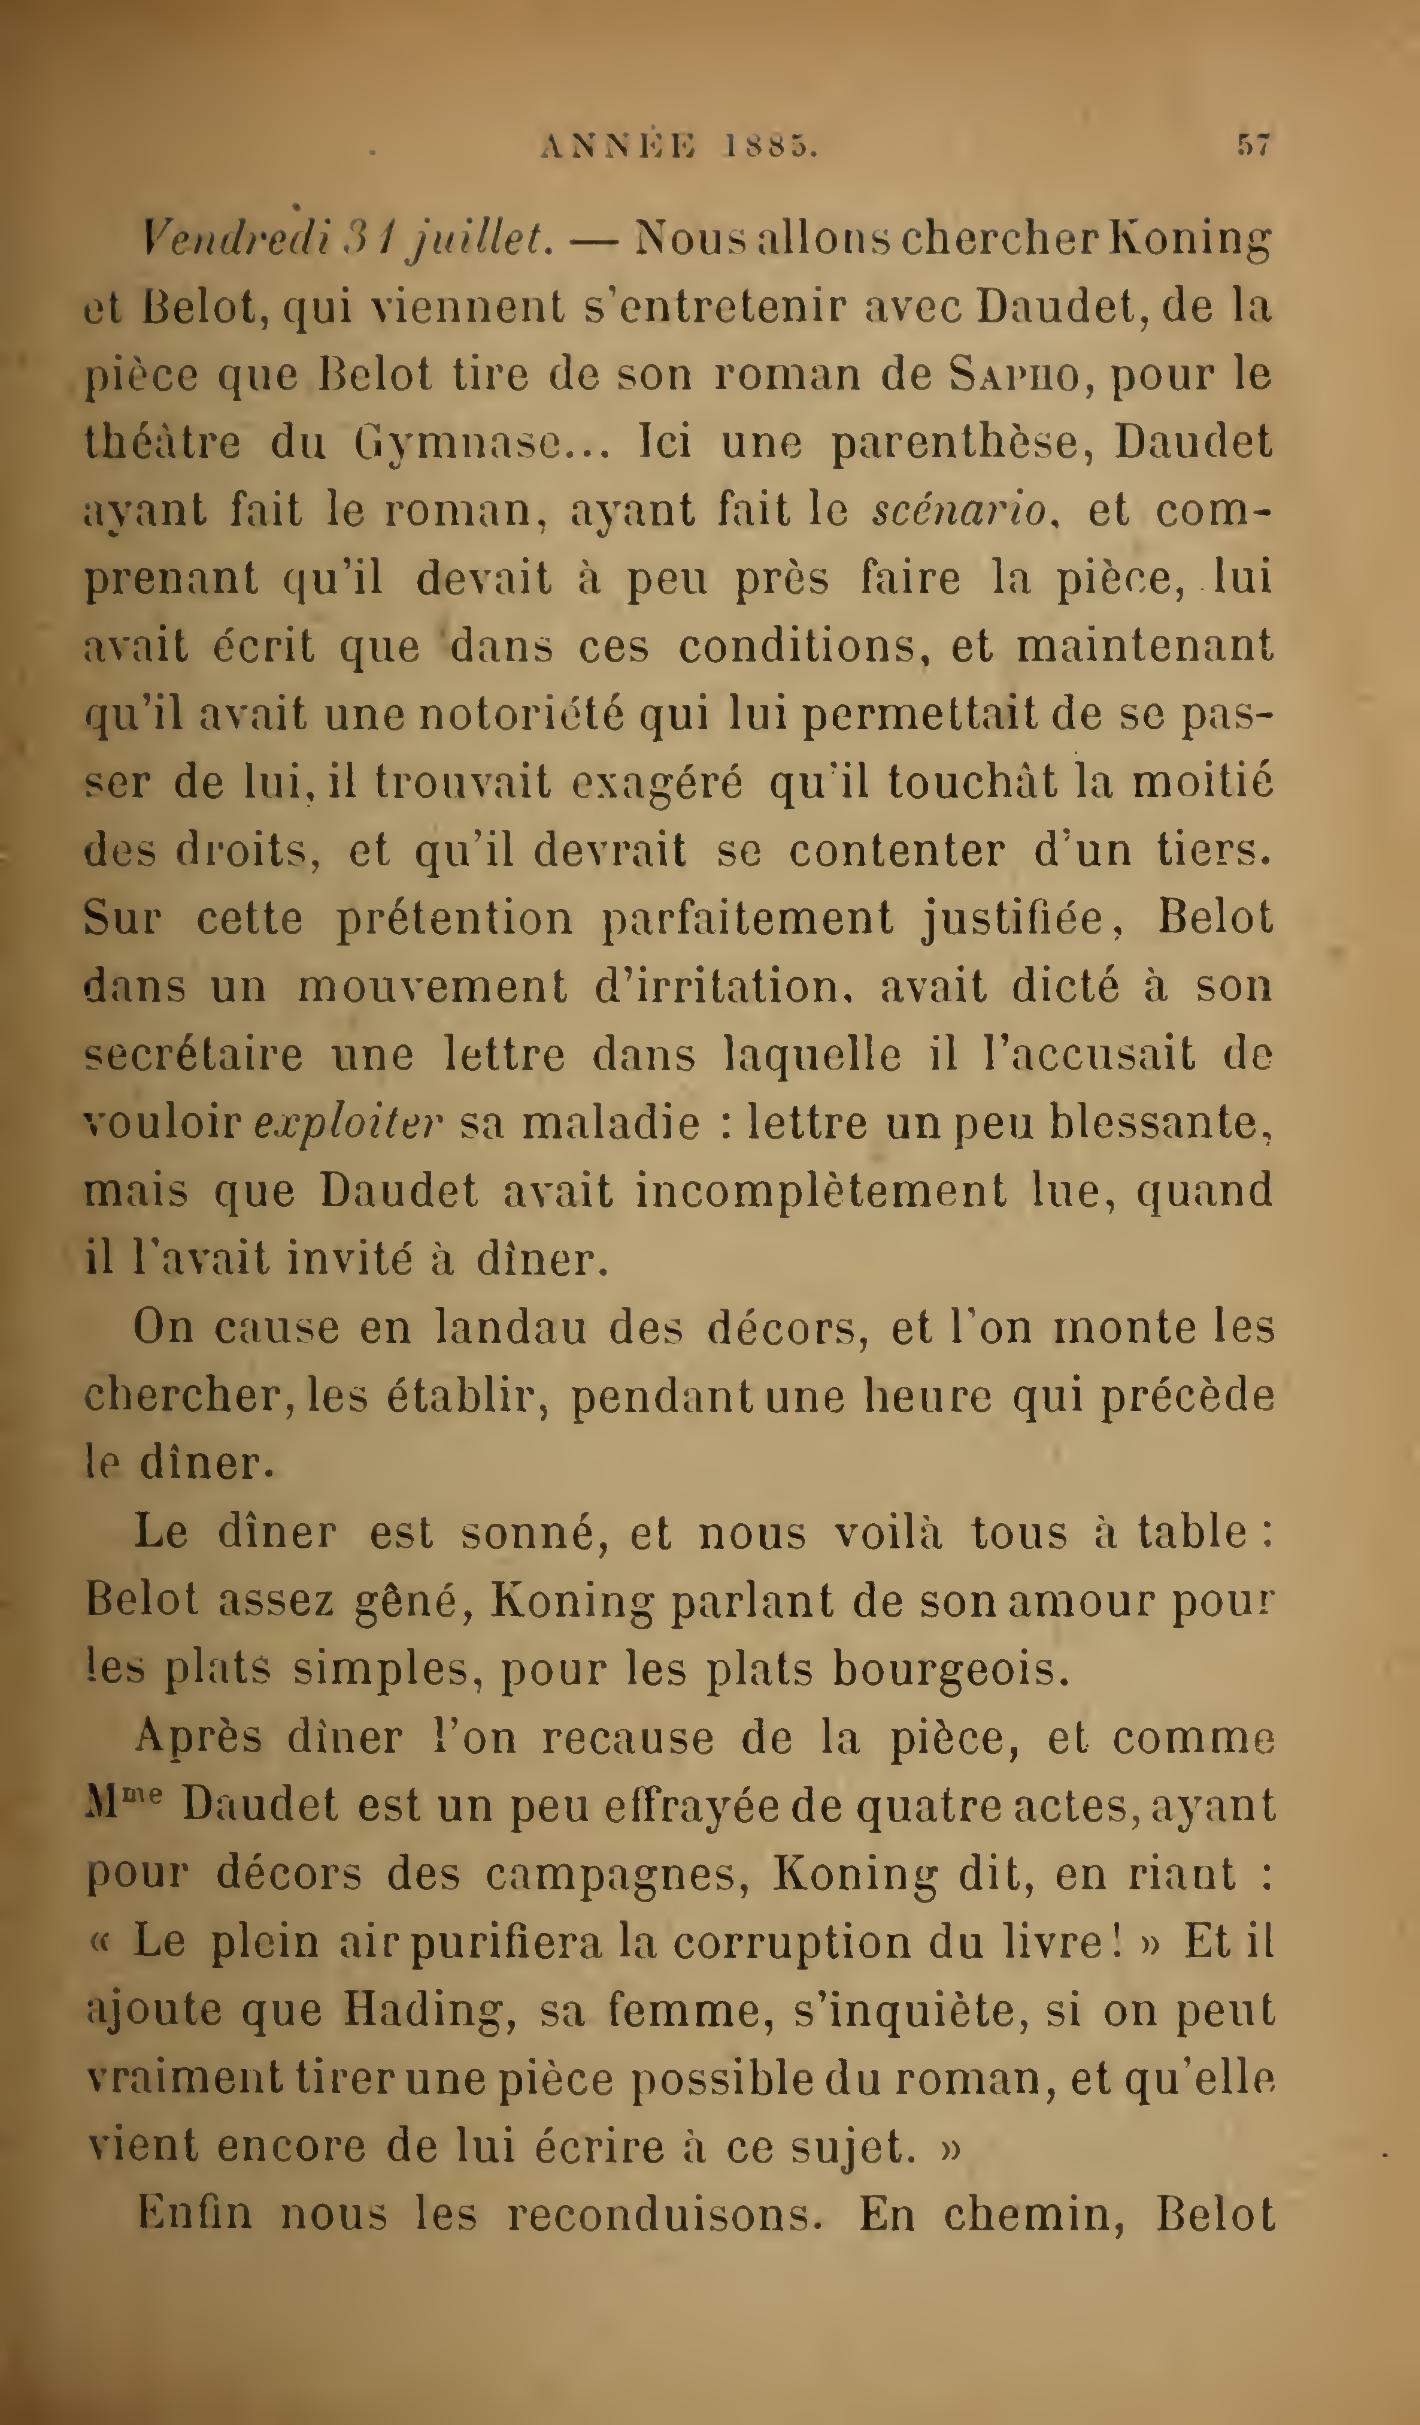 ANNÉE 1885. 57
Vendredi 31 juillet. — Nous allons chercher Koning
et Belot, qui viennent s'entretenir avec Daudet, de la
pièce que Belot tire de son roman de SAPHO, pour le
théâtre du Gymnase... Ici une parenthèse, Daudet
ayant fait le roman, ayant fait le scénario, et com-
prenant qu'il devait à peu près faire la pièce, lui
avait écrit que dans ces conditions, et maintenant
qu'il avait une notoriété qui lui permettait de se pas-
ser de lui, il trouvait exagéré qu'il touchât la moitié
des droits, et qu'il devrait se contenter d'un tiers.
Sur cette prétention parfaitement justifiée, Belot
dans un mouvement d'irritation, avait dicté à son
secrétaire une lettre dans laquelle il l'accusait de
vouloir exploiter sa maladie : lettre un peu blessante,
mais que Daudet avait incomplètement lue, quand
il l'avait invité à dîner.
On cause en landau des décors, et l'on monte les
chercher, les établir, pendant une heure qui précède
le dîner.
Le dîner est sonné, et nous voilà tous à table :
Belot assez gêné, Koning parlant de son amour pour
les plats simples, pour les plats bourgeois.
Après dîner l'on recause de la pièce, et comme
Mme Daudet est un peu effrayée de quatre actes, ayant
pour décors des campagnes, Koning dit, en riant :
« Le plein air purifiera la corruption du livre ! » Et il
ajoute que Hading, sa femme, s'inquiète, si on peut
vraiment tirer une pièce possible du roman, et qu'elle
vient encore de lui écrire à ce sujet. »
Enfin nous les reconduisons. En chemin, Belot